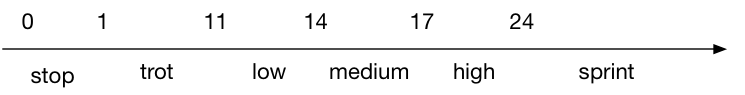 0 1 11 14 17 24
stop trot low medium high sprint